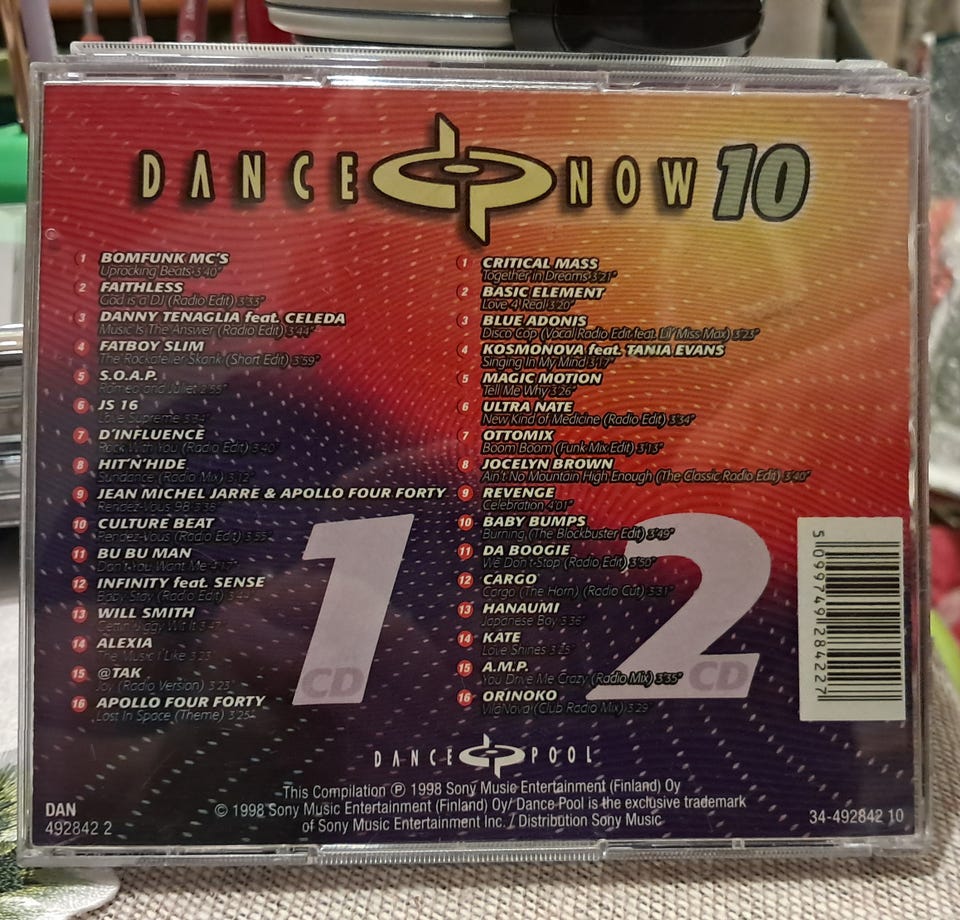 DANCE NOW 10
1 BOMFUNK MC'S
Uprocking Beats 3'40"
2 FAITHLESS
God is a DJ (Radio Edit) 3'33"
3 DANNY TENAGLIA feat. CELEDA
Music Is The Answer (Radio Edit) 3'44"
4 FATBOY SLIM
The Rockafeller Skank (Short Edit) 3'59"
5 S.O.A.P.
Romeo and Juliet 2'55"
6 JS 16
Love Supreme 3'34"
7 D'INFLUENCE
Rock With You (Radio Edit) 3'40"
8 HIT'N'HIDE
Sundance (Radio Mix) 3'12"
9 JEAN MICHEL JARRE & APOLLO FOUR FORTY
Rendez-Vous 98 3'36"
10 CULTURE BEAT
Rendez-Vous (Radio Edit) 3'55"
11 BU BU MAN
Don't You Want Me
12 INFINITY feat. SENSE
Baby Stay (Radio Edit) 3'44"
13 WILL SMITH
Gettin' Jiggy Wit It 3'47"
14 ALEXIA
The Music I Like 3'23
15 @TAK
Joy (Radio Version) 3'23"
16 APOLLO FOUR FORTY
Lost In Space (Theme) 3'25"
1
CD
1 CRITICAL MASS
Together in Dreams 3'21"
2 BASIC ELEMENT
Love 4 Real 3'20"
3 BLUE ADONIS
Disco Cop (Vocal Radio Edit feat. Lil' Miss Max) 3'23"
4 KOSMONOVA feat. TANIA EVANS
Singing In My Mind 3'17"
5 MAGIC MOTION
Tell Me Why 3'26"
6 ULTRA NATE
New Kind of Medicine (Radio Edit) 3'34"
7 OTTOMIX
Boom Boom (Funk Mix Edit) 3'13"
8 JOCELYN BROWN
Ain't No Mountain High Enough (The Classic Radio Edit) 3'40"
9 REVENGE
Celebration 4'01"
10 BABY BUMPS
Burning (The Blockbuster Edit) 3'49"
11 DA BOOGIE
We Don't Stop (Radio Edit) 3'50"
12 CARGO
Cargo (The Horn) (Radio Cut) 3'31"
13 HANAUMI
Japanese Boy 3'36"
14 KATE
Love Shines 3'25"
15 A.M.P.
You Drive Me Crazy (Radio Mix) 3'35"
16 ORINOKO
Vila Nova (Club Radio Mix) 3'29"
2
CD
5 099749 284227
DANCE POOL
This Compilation ℗ 1998 Sony Music Entertainment (Finland) Oy
© 1998 Sony Music Entertainment (Finland) Oy/ Dance Pool is the exclusive trademark
of Sony Music Entertainment Inc. / Distribution Sony Music
DAN
492842 2
34-492842 10